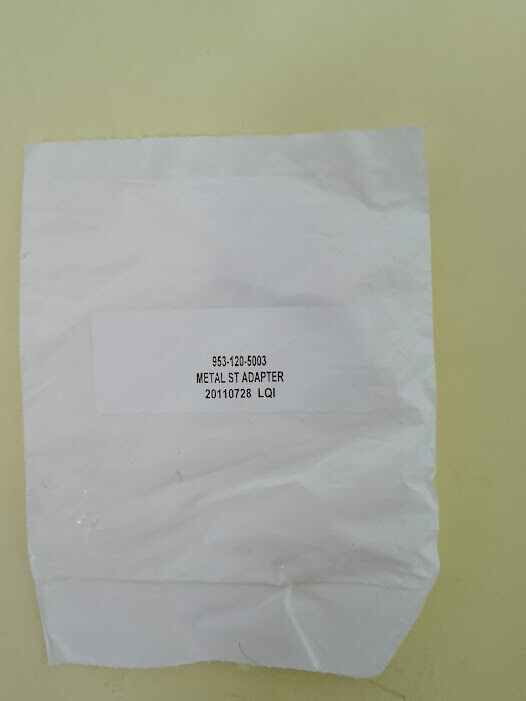 953-120-5003
METAL ST ADAPTER
20110728 LQI